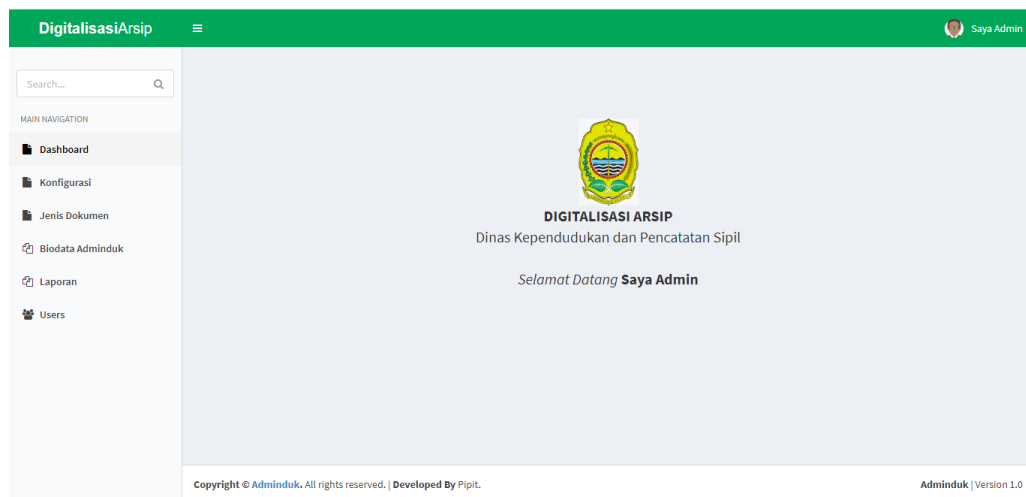 DigitalisasiArsip
Saya Admin
Search...
MAIN NAVIGATION
Dashboard
Konfigurasi
Jenis Dokumen
Biodata Adminduk
Laporan
Users
DIGITALISASI ARSIP
Dinas Kependudukan dan Pencatatan Sipil
Selamat Datang Saya Admin
Copyright © Adminduk. All rights reserved. | Developed By Pipit.
Adminduk | Version 1.0